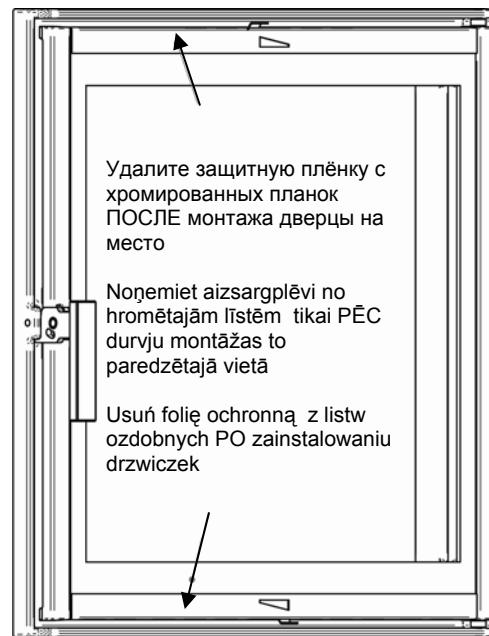 Удалите защитную плёнку с
хромированных планок
ПОСЛЕ монтажа дверцы на
место
Noņemiet aizsargplēvi no
hromētajām līstēm tikai PĒC
durvju montāžas to
paredzētajā vietā
Usuń folię ochronną z listw
ozdobnych PO zainstalowaniu
drzwiczek